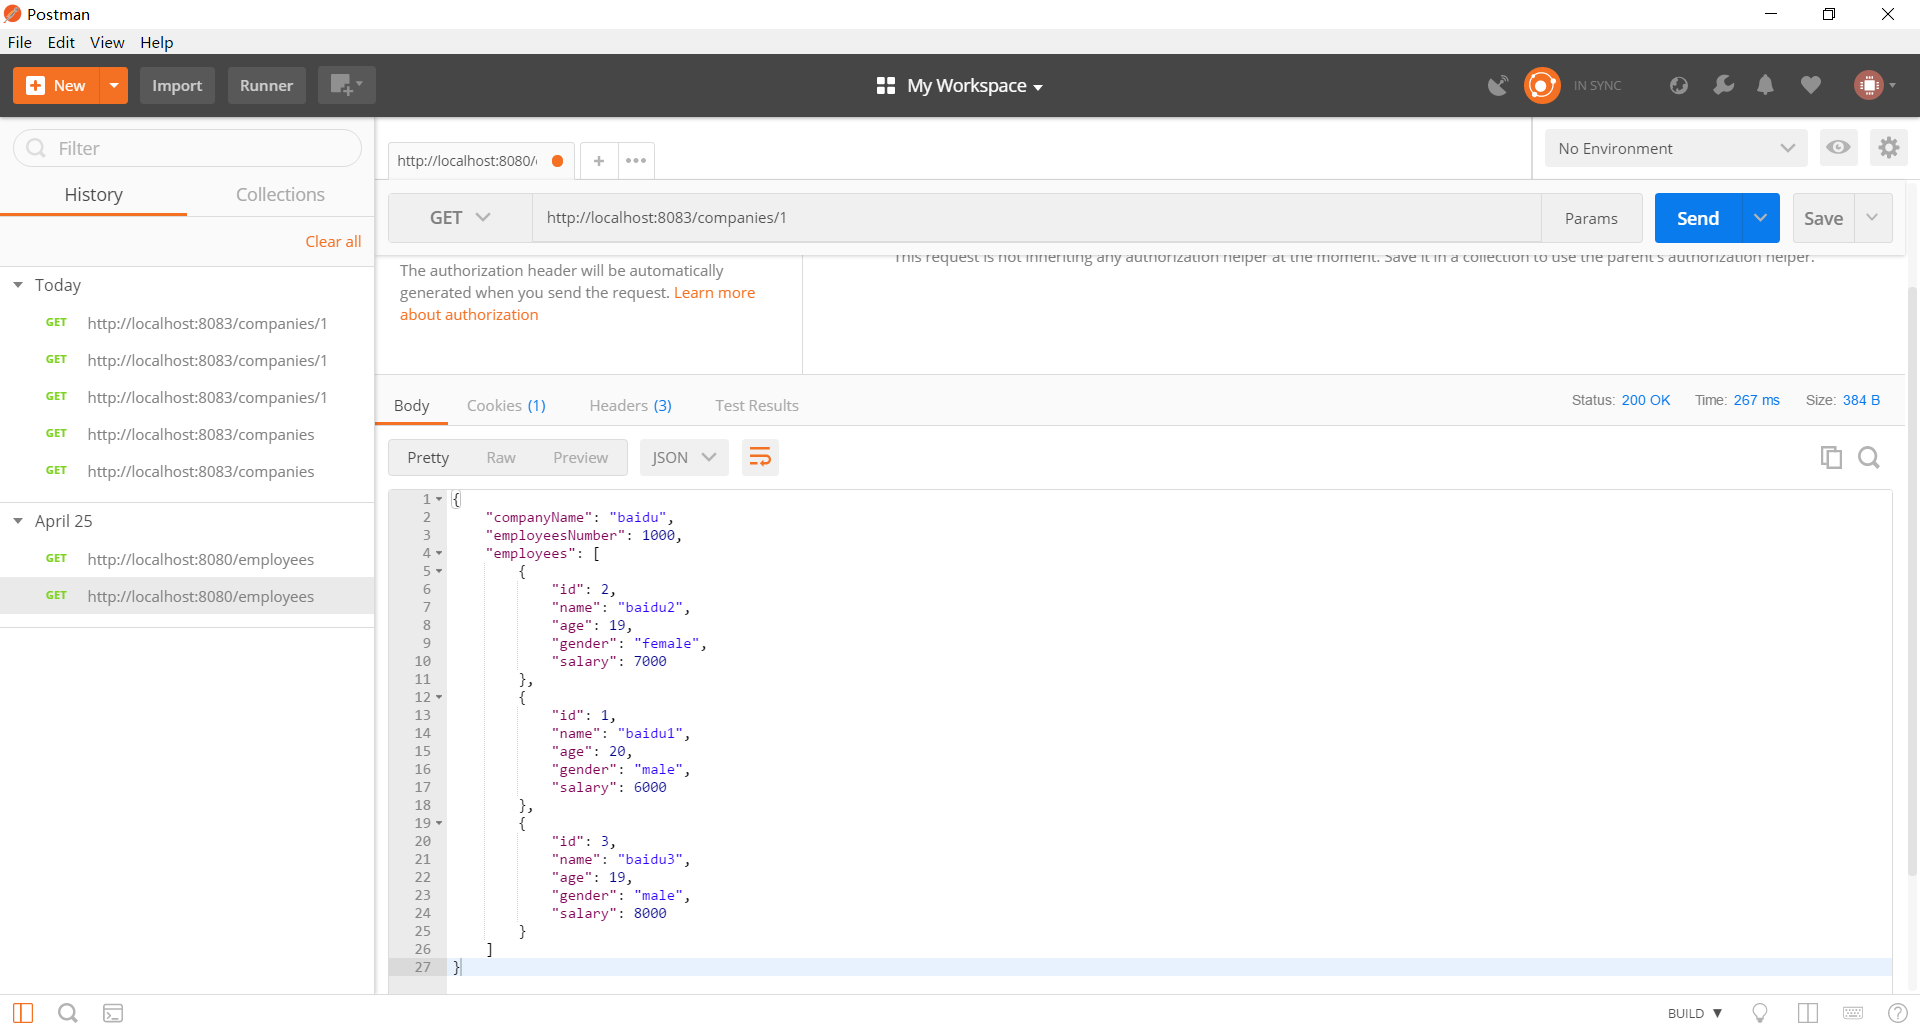 Postman
File Edit View Help
New Import Runner My Workspace IN SYNC
Filter
History Collections
Clear all
Today
GET http://localhost:8083/companies/1
GET http://localhost:8083/companies/1
GET http://localhost:8083/companies/1
GET http://localhost:8083/companies
GET http://localhost:8083/companies
April 25
GET http://localhost:8080/employees
GET http://localhost:8080/employees
http://localhost:8080/ + •••
No Environment
GET http://localhost:8083/companies/1 Params Send Save
The authorization header will be automatically
generated when you send the request. Learn more
about authorization
This request is not inheriting any authorization helper at the moment. Save it in a collection to use the parent's authorization helper.
Body Cookies (1) Headers (3) Test Results Status: 200 OK Time: 267 ms Size: 384 B
Pretty Raw Preview JSON
1 {
2 "companyName": "baidu",
3 "employeesNumber": 1000,
4 "employees": [
5 {
6 "id": 2,
7 "name": "baidu2",
8 "age": 19,
9 "gender": "female",
10 "salary": 7000
11 },
12 {
13 "id": 1,
14 "name": "baidu1",
15 "age": 20,
16 "gender": "male",
17 "salary": 6000
18 },
19 {
20 "id": 3,
21 "name": "baidu3",
22 "age": 19,
23 "gender": "male",
24 "salary": 8000
25 }
26 ]
27 }
BUILD ▼